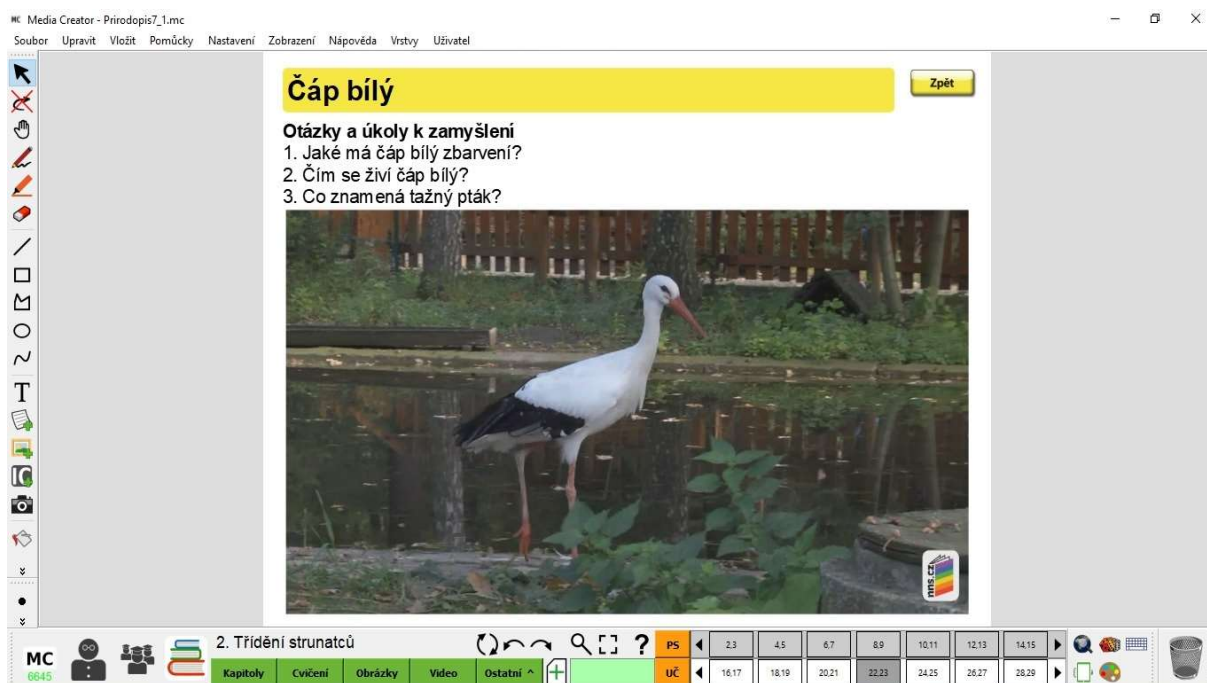 MC Media Creator - Prirodopis7_1.mc
Soubor Upravit Vložit Pomůcky Nastavení Zobrazení Nápověda Vrstvy Uživatel
Čáp bílý
Zpět
Otázky a úkoly k zamyšlení
1. Jaké má čáp bílý zbarvení?
2. Čím se živí čáp bílý?
3. Co znamená tažný pták?
T
IC
nns.cz
2. Třídění strunatců
? PS 2,3 4,5 6,7 8,9 10,11 12,13 14,15
MC
6645
Kapitoly Cvičení Obrázky Video Ostatní ^ UČ 16,17 18,19 20,21 22,23 24,25 26,27 28,29